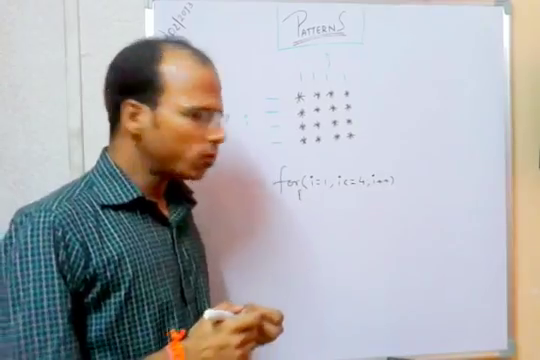 PATTERNS
j
* * * *
i * * * *
* * * *
* * * *
for(i=1, i<=4, i++)
{